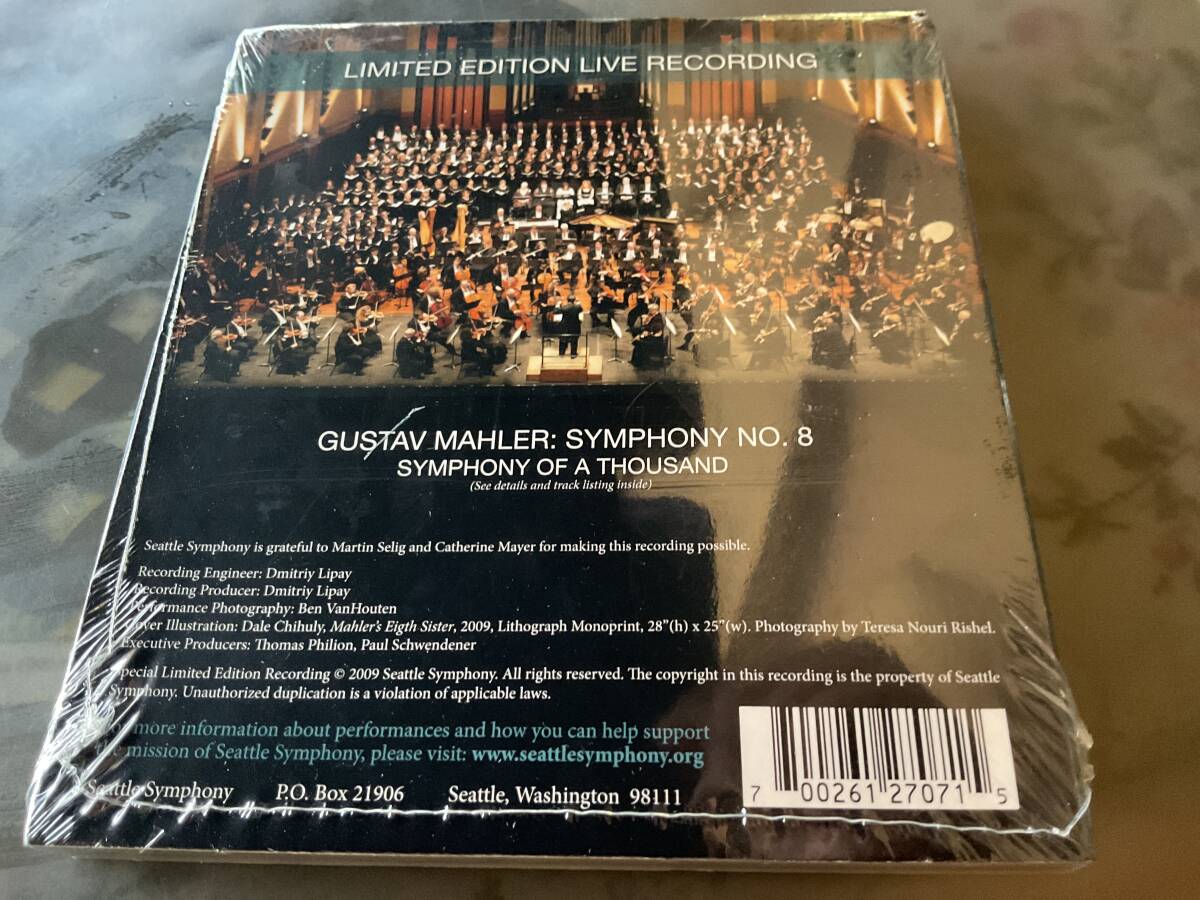 LIMITED EDITION LIVE RECORDING
GUSTAV MAHLER: SYMPHONY NO. 8
SYMPHONY OF A THOUSAND
(See details and track listing inside)
Seattle Symphony is grateful to Martin Selig and Catherine Mayer for making this recording possible.
Recording Engineer: Dmitriy Lipay
Recording Producer: Dmitriy Lipay
Performance Photography: Ben VanHouten
Cover Illustration: Dale Chihuly, Mahler's Eigth Sister, 2009, Lithograph Monoprint, 28"(h) x 25"(w). Photography by Teresa Nouri Rishel.
Executive Producers: Thomas Philion, Paul Schwendener
Special Limited Edition Recording © 2009 Seattle Symphony. All rights reserved. The copyright in this recording is the property of Seattle
Symphony. Unauthorized duplication is a violation of applicable laws.
For more information about performances and how you can help support
the mission of Seattle Symphony, please visit: www.seattlesymphony.org
Seattle Symphony P.O. Box 21906 Seattle, Washington 98111
7 00261 27071 5